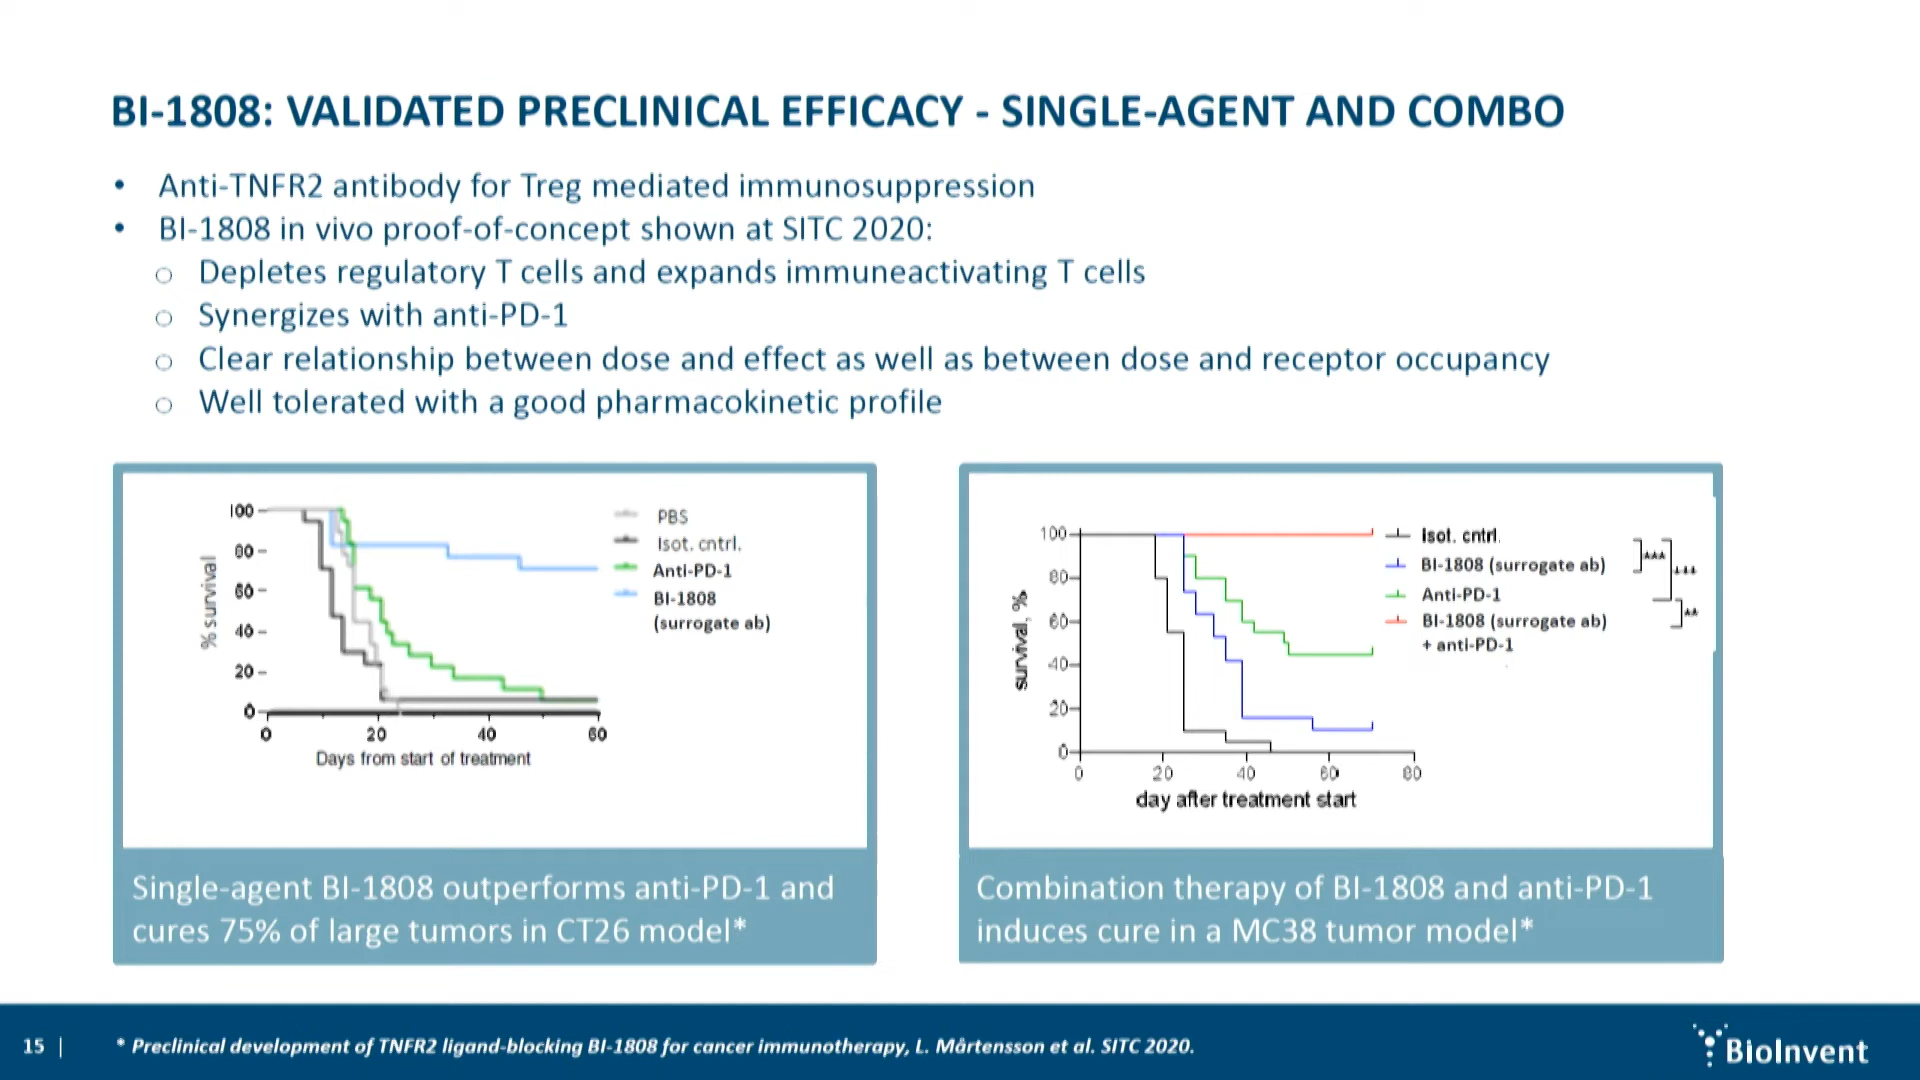 BI-1808: VALIDATED PRECLINICAL EFFICACY - SINGLE-AGENT AND COMBO
• Anti-TNFR2 antibody for Treg mediated immunosuppression
• BI-1808 in vivo proof-of-concept shown at SITC 2020:
o Depletes regulatory T cells and expands immuneactivating T cells
o Synergizes with anti-PD-1
o Clear relationship between dose and effect as well as between dose and receptor occupancy
o Well tolerated with a good pharmacokinetic profile
% survival
100
80
60
40
20
0
0 20 40 60
Days from start of treatment
PBS
Isot. cntrl.
Anti-PD-1
BI-1808
(surrogate ab)
Single-agent BI-1808 outperforms anti-PD-1 and
cures 75% of large tumors in CT26 model*
survival, %
100
80
60
40
20
0
0 20 40 60 80
day after treatment start
Isot. cntrl.
BI-1808 (surrogate ab)
Anti-PD-1
BI-1808 (surrogate ab)
+ anti-PD-1
***
***
**
Combination therapy of BI-1808 and anti-PD-1
induces cure in a MC38 tumor model*
15 |
* Preclinical development of TNFR2 ligand-blocking BI-1808 for cancer immunotherapy, L. Mårtensson et al. SITC 2020.
BioInvent